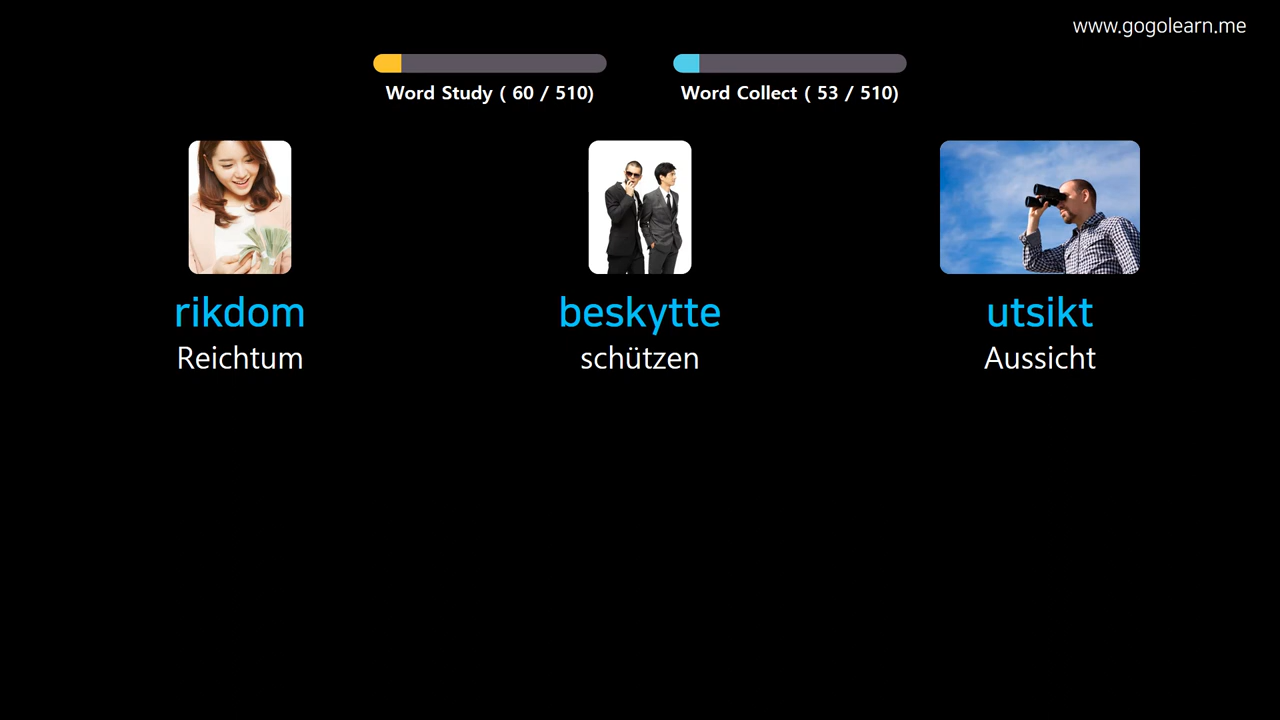 www.gogolearn.me
Word Study ( 60 / 510)
Word Collect ( 53 / 510)
rikdom
Reichtum
beskytte
schützen
utsikt
Aussicht